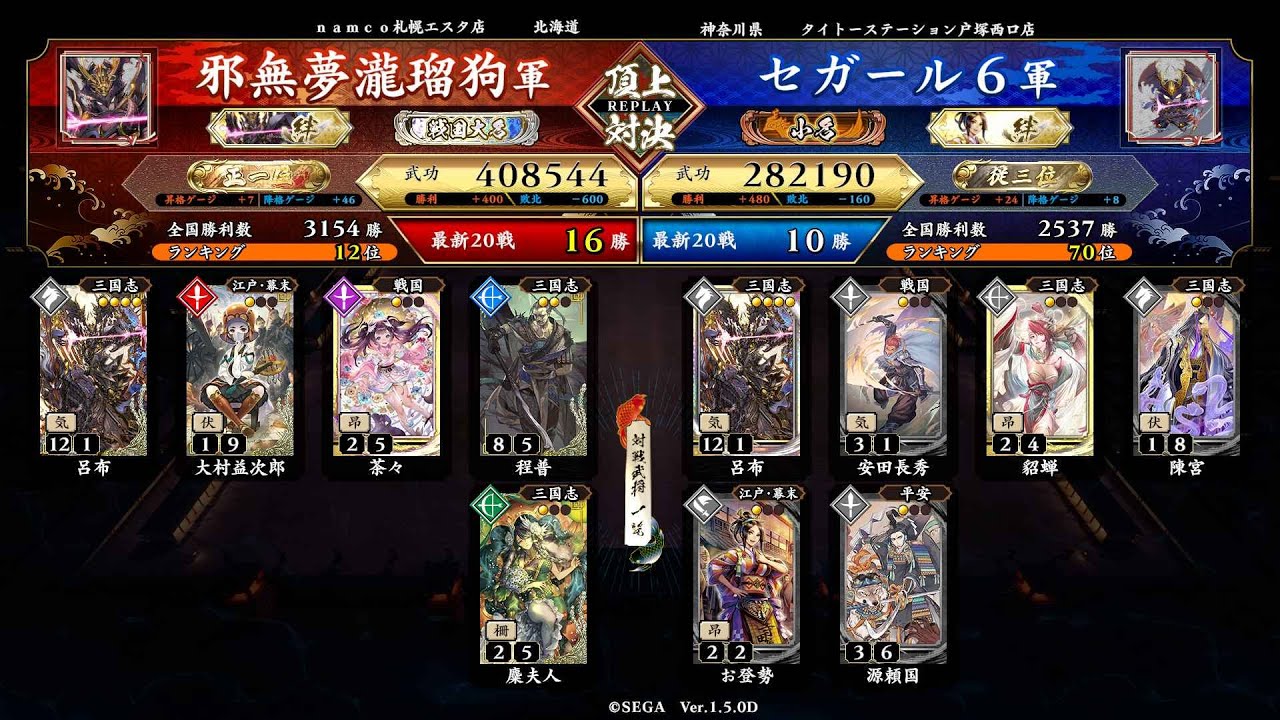 namco札幌エスタ店 北海道
神奈川県 タイトーステーション戸塚西口店
邪無夢瀧瑠狗軍
頂上
REPLAY
対決
セガール6軍
絆
戦国大名
小名
絆
正一位
武功 408544
昇格ゲージ +7 降格ゲージ +46
勝利 +400 敗北 -600
武功 282190
勝利 +480 敗北 -160
従三位
昇格ゲージ +24 降格ゲージ +8
全国勝利数 3154勝
ランキング 12位
最新20戦 16勝
最新20戦 10勝
全国勝利数 2537勝
ランキング 70位
三国志
気
12 1
呂布
江戸・幕末
伏
1 9
大村益次郎
戦国
昂
2 5
茶々
三国志
8 5
程普
三国志
気
12 1
呂布
戦国
気
3 1
安田長秀
三国志
昂
2 4
貂蝉
三国志
伏
1 8
陳宮
対戦武将一覧
三国志
柵
2 5
麋夫人
江戸・幕末
昂
2 2
お登勢
平安
3 6
源頼国
©SEGA Ver.1.5.0D